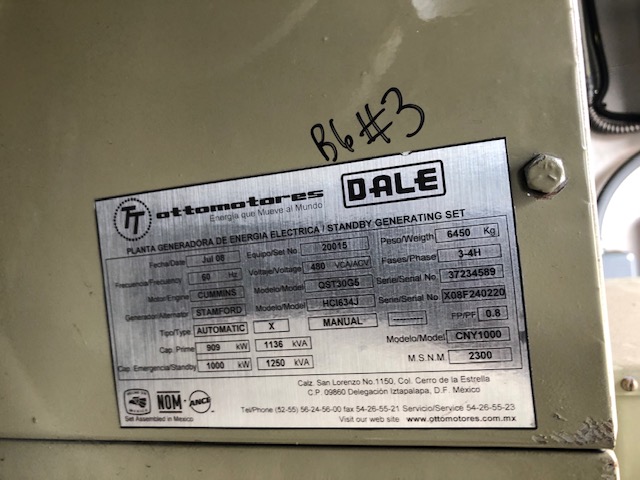 B6 #3
TT ottomotores DALE
Energia que Mueve al Mundo
PLANTA GENERADORA DE ENERGIA ELECTRICA / STANDBY GENERATING SET
Fecha/Date Jul 08 Equipo/Set No. 20015 Peso/Weigth 6450 Kg
Frecuencia/Frequency 60 Hz Voltaje/Voltage 480 VCA/ACV Fases/Phase 3-4H
Motor/Engine CUMMINS Modelo/Model QST30G5 Serie/Serial No. 37234589
Generador/Alternator STAMFORD Modelo/Model HCI634J Serie/Serial No. X08F240220
Tipo/Type AUTOMATIC X MANUAL FP/PF 0.8
Cap. Prime 909 kW 1136 kVA Modelo/Model CNY1000
Cap. Emergencia/Standby 1000 kW 1250 kVA M.S.N.M 2300
Calz. San Lorenzo No.1150, Col. Cerro de la Estrella
C.P. 09860 Delegación Iztapalapa, D.F. México
NOM ANCE
Tel/Phone (52-55) 56-24-56-00 fax 54-26-55-21 Servicio/Service 54-26-55-23
Set Assembled in Mexico
Visit our web site www.ottomotores.com.mx